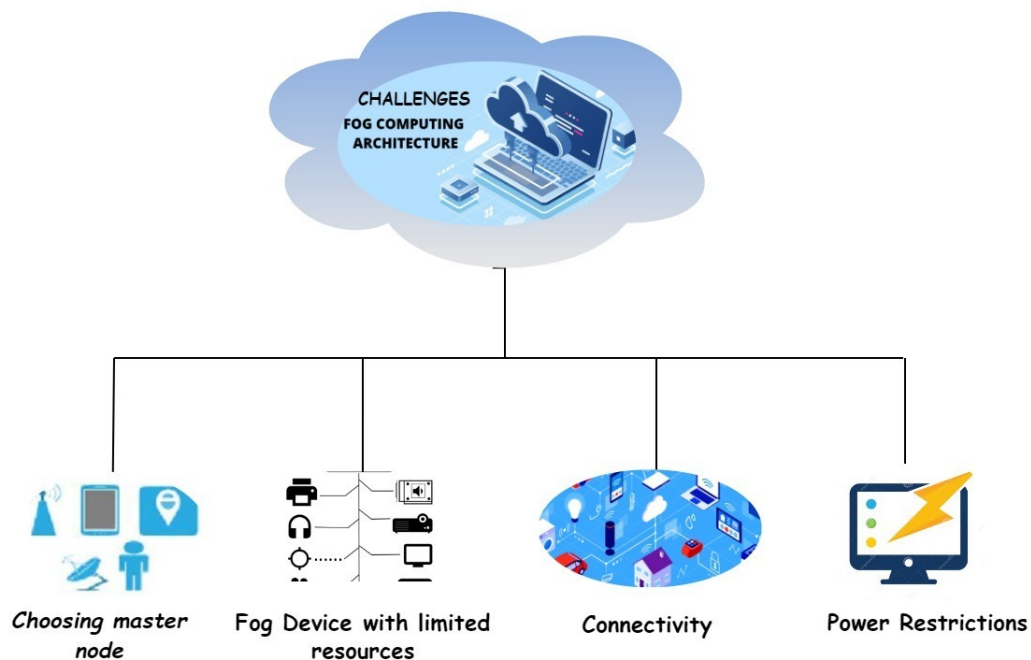 CHALLENGES
FOG COMPUTING
ARCHITECTURE
Choosing master
node
Fog Device with limited
resources
Connectivity
Power Restrictions